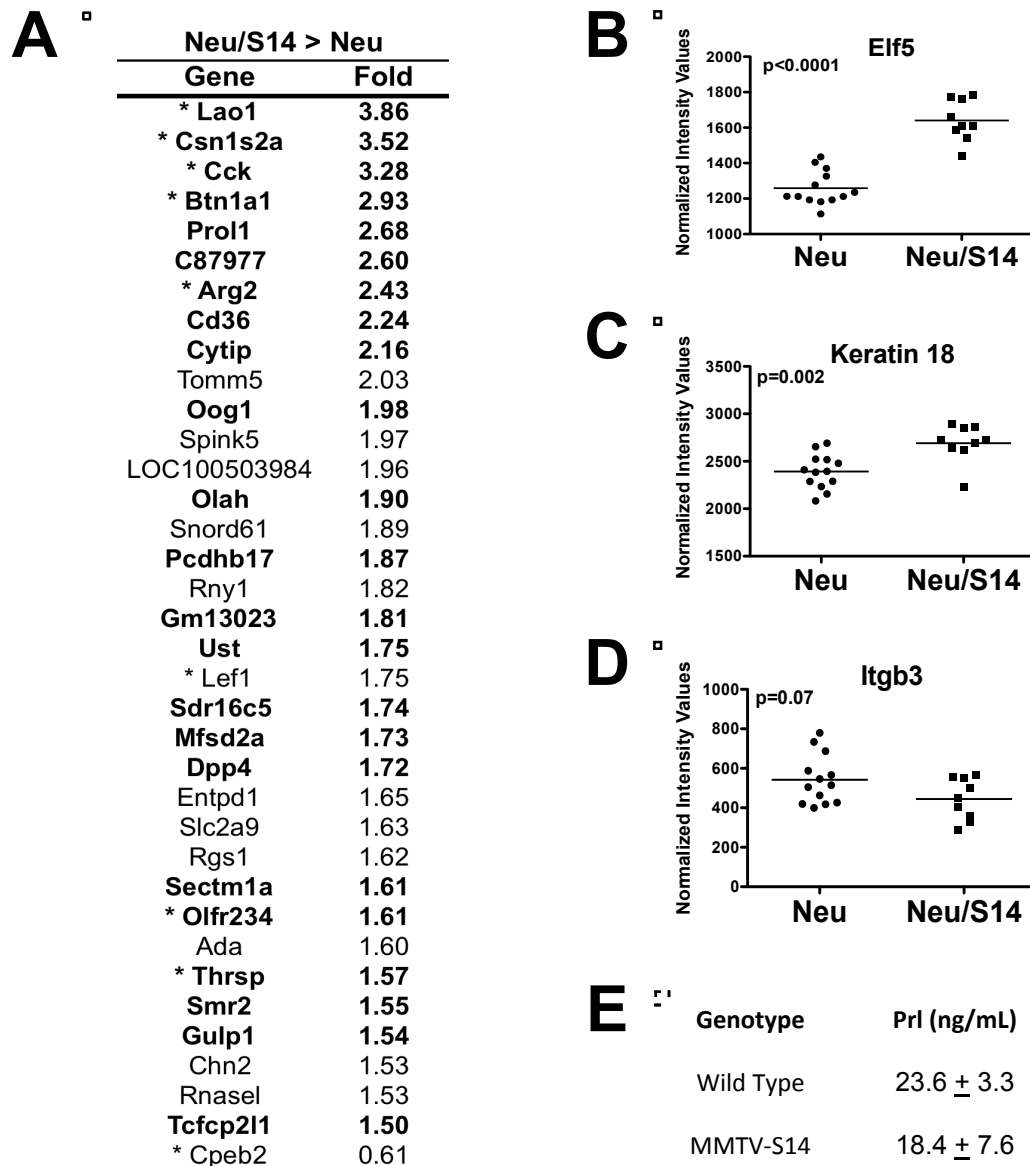 A
Neu/S14 > Neu
Gene Fold
* Lao1 3.86
* Csn1s2a 3.52
* Cck 3.28
* Btn1a1 2.93
Prol1 2.68
C87977 2.60
* Arg2 2.43
Cd36 2.24
Cytip 2.16
Tomm5 2.03
Oog1 1.98
Spink5 1.97
LOC100503984 1.96
Olah 1.90
Snord61 1.89
Pcdhb17 1.87
Rny1 1.82
Gm13023 1.81
Ust 1.75
* Lef1 1.75
Sdr16c5 1.74
Mfsd2a 1.73
Dpp4 1.72
Entpd1 1.65
Slc2a9 1.63
Rgs1 1.62
Sectm1a 1.61
* Olfr234 1.61
Ada 1.60
* Thrsp 1.57
Smr2 1.55
Gulp1 1.54
Chn2 1.53
Rnasel 1.53
Tcfcp2l1 1.50
* Cpeb2 0.61
B
Elf5
p<0.0001
Normalized Intensity Values
2000
1800
1600
1400
1200
1000
Neu Neu/S14
C
Keratin 18
p=0.002
Normalized Intensity Values
3500
3000
2500
2000
1500
Neu Neu/S14
D
Itgb3
p=0.07
Normalized Intensity Values
1000
800
600
400
200
0
Neu Neu/S14
E
Genotype Prl (ng/mL)
Wild Type 23.6 ± 3.3
MMTV-S14 18.4 ± 7.6